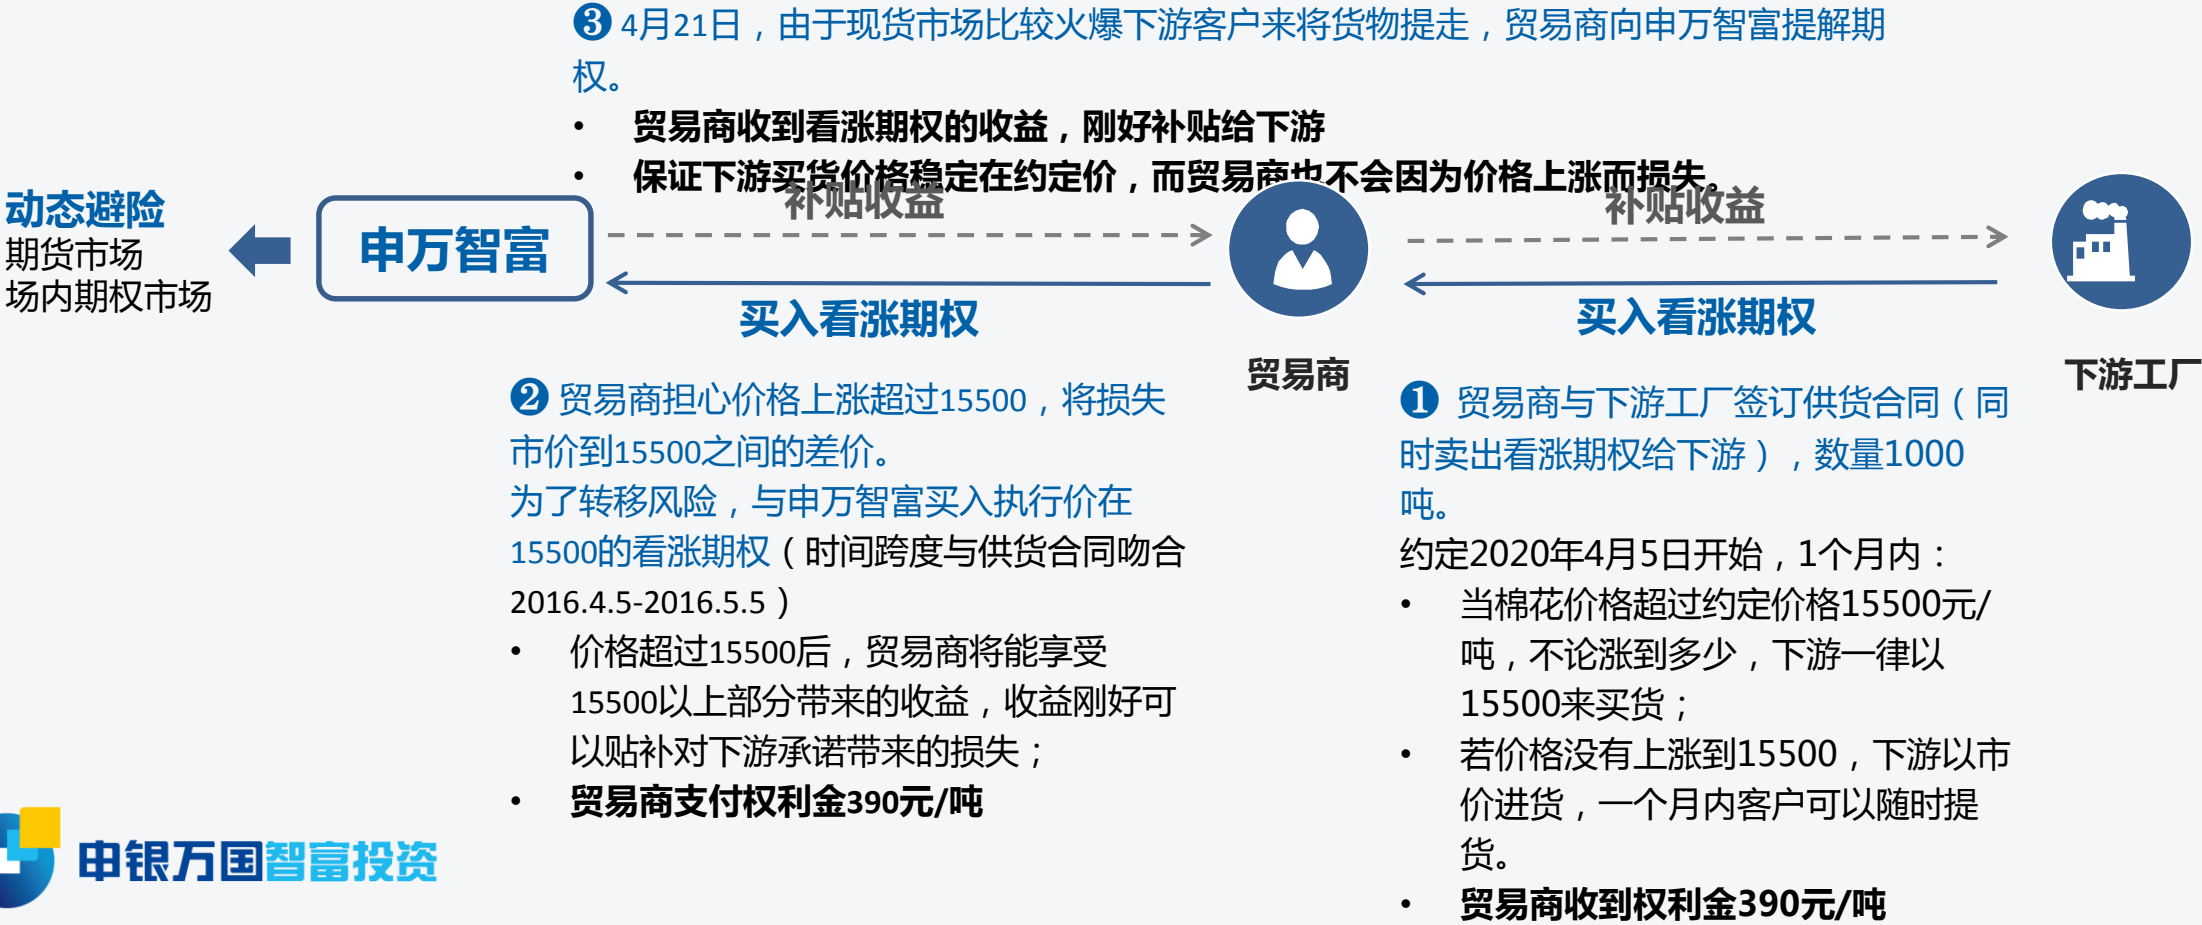 ❸ 4月21日，由于现货市场比较火爆下游客户来将货物提走，贸易商向申万智富提解期
权。
• 贸易商收到看涨期权的收益，刚好补贴给下游
• 保证下游买货价格稳定在约定价，而贸易商也不会因为价格上涨而损失。
动态避险
期货市场
场内期权市场
申万智富
补贴收益
买入看涨期权
贸易商
补贴收益
买入看涨期权
下游工厂
❷ 贸易商担心价格上涨超过15500，将损失
市价到15500之间的差价。
为了转移风险，与申万智富买入执行价在
15500的看涨期权（时间跨度与供货合同吻合
2016.4.5-2016.5.5）
• 价格超过15500后，贸易商将能享受
15500以上部分带来的收益，收益刚好可
以贴补对下游承诺带来的损失；
• 贸易商支付权利金390元/吨
❶ 贸易商与下游工厂签订供货合同（同
时卖出看涨期权给下游），数量1000
吨。
约定2020年4月5日开始，1个月内：
• 当棉花价格超过约定价格15500元/
吨，不论涨到多少，下游一律以
15500来买货；
• 若价格没有上涨到15500，下游以市
价进货，一个月内客户可以随时提
货。
• 贸易商收到权利金390元/吨
申银万国智富投资